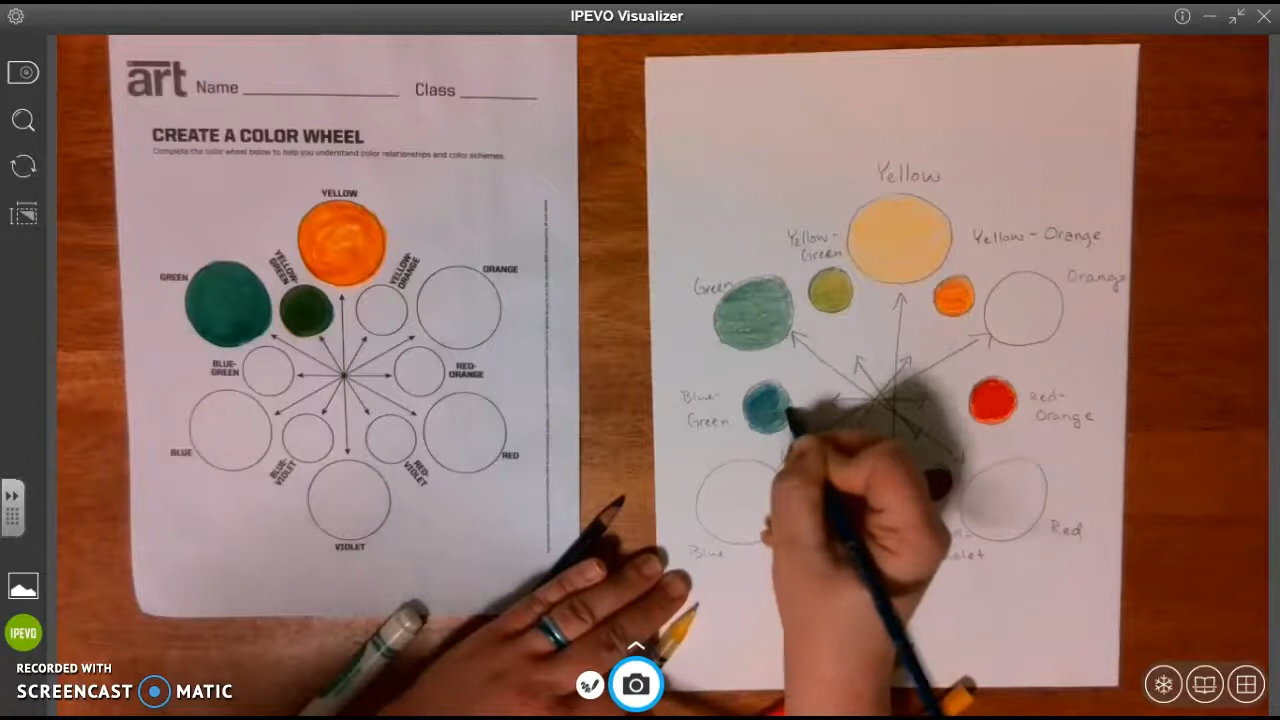 IPEVO Visualizer
art Name Class
CREATE A COLOR WHEEL
Complete the color wheel below to help you understand color relationships and color schemes.
YELLOW
YELLOW-
GREEN
YELLOW-
ORANGE
GREEN
ORANGE
BLUE-
GREEN
RED-
ORANGE
BLUE
RED
BLUE-
VIOLET
RED-
VIOLET
VIOLET
Yellow
Yellow-
Green
Yellow - Orange
Green
Orange
Blue-
Green
Red-
Orange
Blue
Red
IPEVO
RECORDED WITH
SCREENCAST MATIC